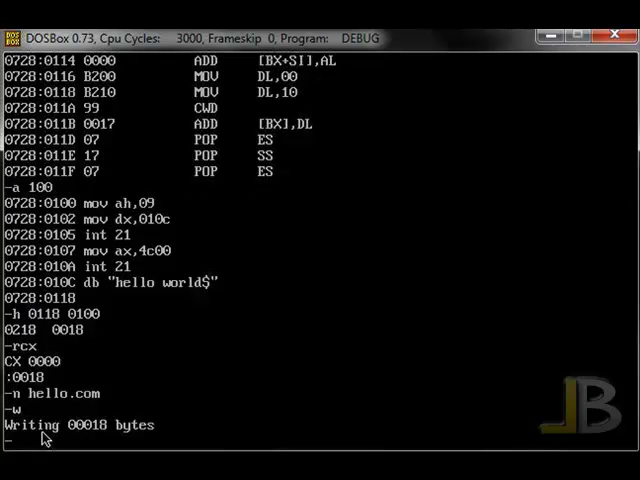 DOS BOX DOSBox 0.73, Cpu Cycles: 3000, Frameskip 0, Program: DEBUG
0728:0114 0000 ADD [BX+SI],AL
0728:0116 B200 MOV DL,00
0728:0118 B210 MOV DL,10
0728:011A 99 CWD
0728:011B 0017 ADD [BX],DL
0728:011D 07 POP ES
0728:011E 17 POP SS
0728:011F 07 POP ES
-a 100
0728:0100 mov ah,09
0728:0102 mov dx,010c
0728:0105 int 21
0728:0107 mov ax,4c00
0728:010A int 21
0728:010C db "hello world$"
0728:0118
-h 0118 0100
0218 0018
-rcx
CX 0000
:0018
-n hello.com
-w
Writing 00018 bytes
-
JB